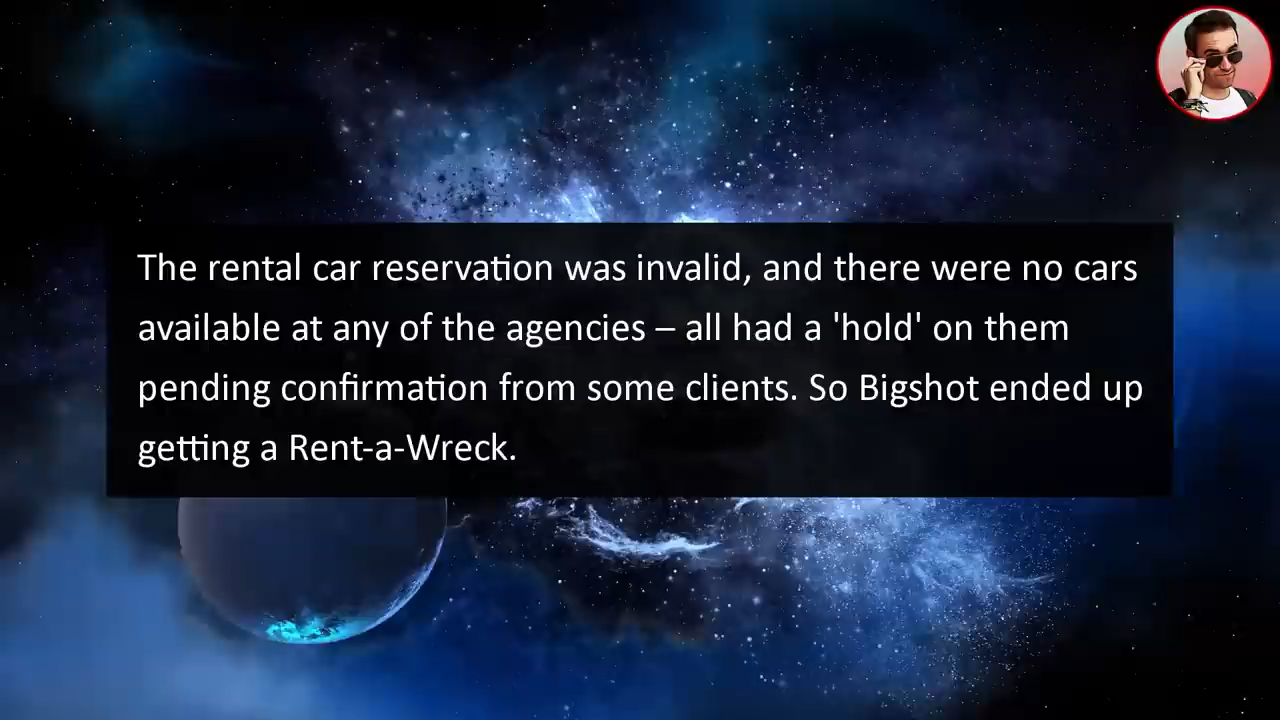 The rental car reservation was invalid, and there were no cars
available at any of the agencies – all had a 'hold' on them
pending confirmation from some clients. So Bigshot ended up
getting a Rent-a-Wreck.